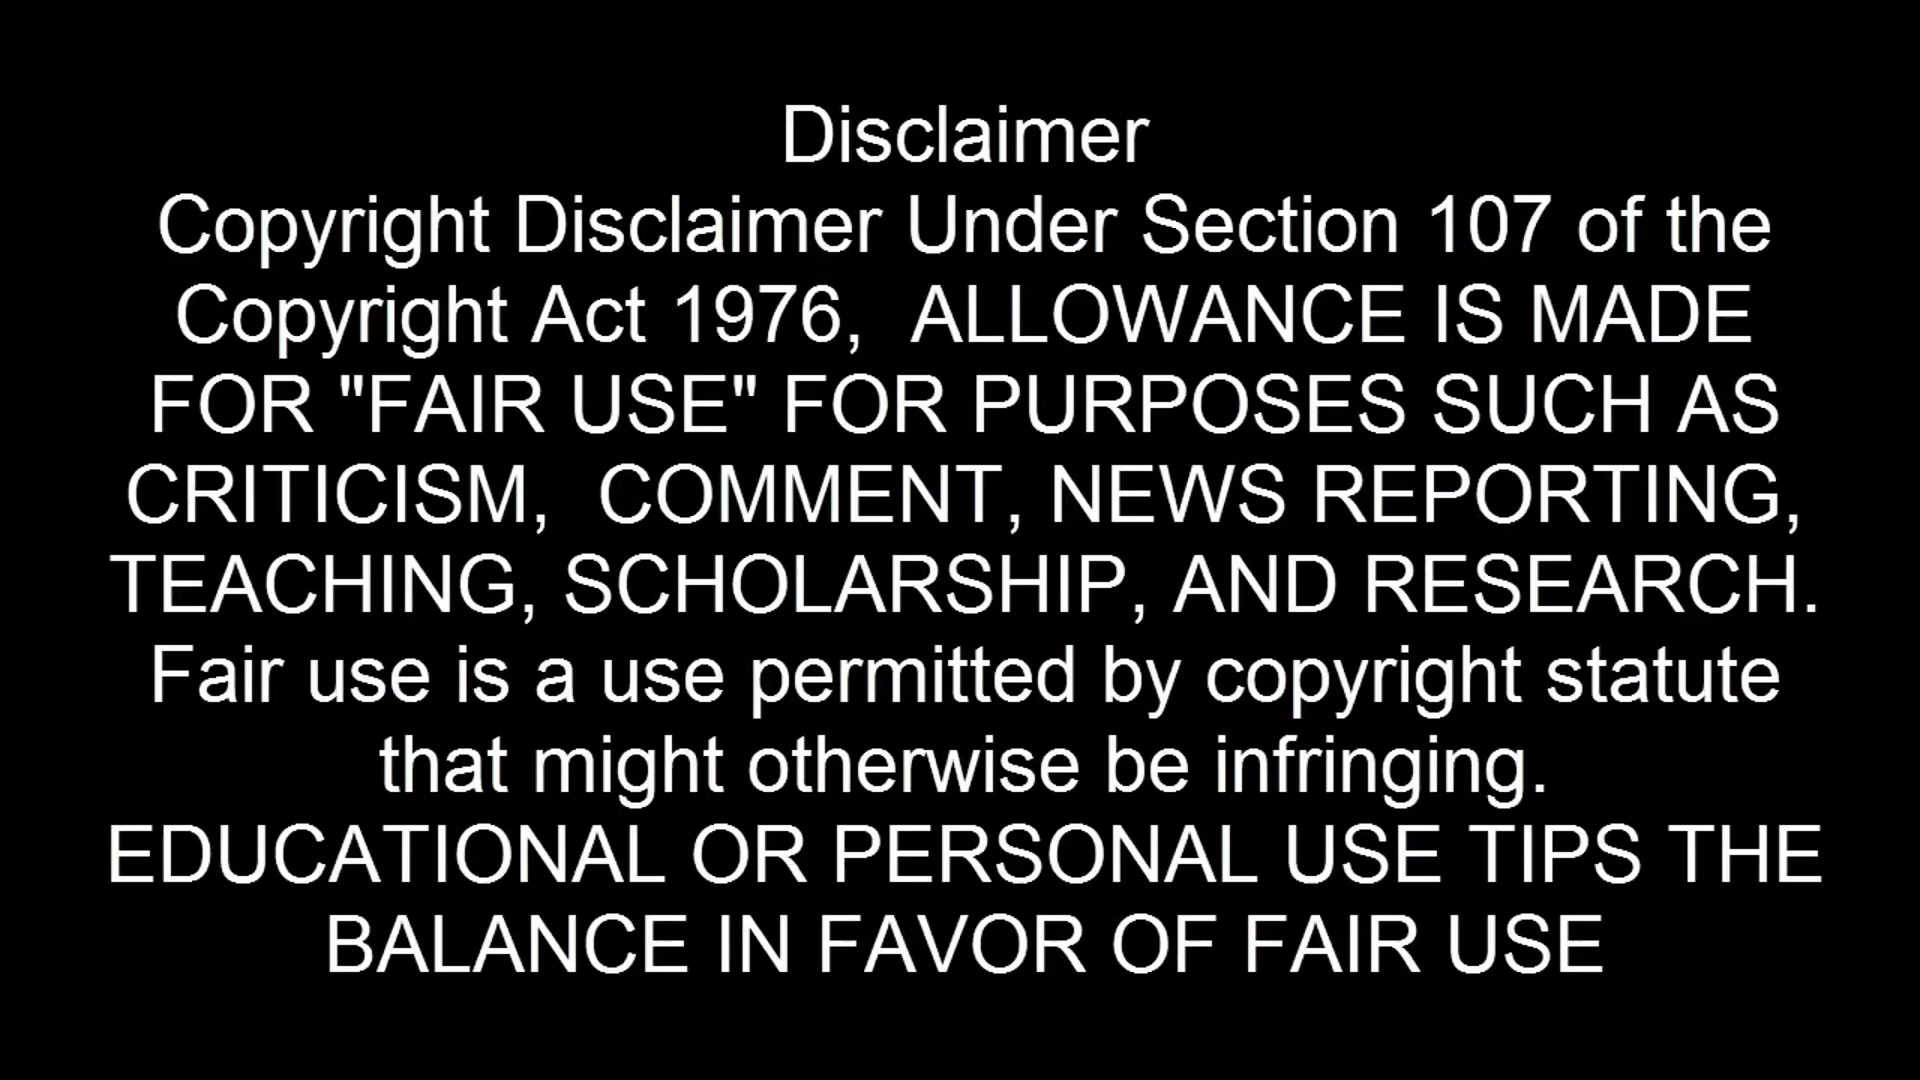 Disclaimer
Copyright Disclaimer Under Section 107 of the
Copyright Act 1976,  ALLOWANCE IS MADE
FOR "FAIR USE" FOR PURPOSES SUCH AS
CRITICISM,  COMMENT, NEWS REPORTING,
TEACHING, SCHOLARSHIP, AND RESEARCH.
Fair use is a use permitted by copyright statute
that might otherwise be infringing.
EDUCATIONAL OR PERSONAL USE TIPS THE
BALANCE IN FAVOR OF FAIR USE